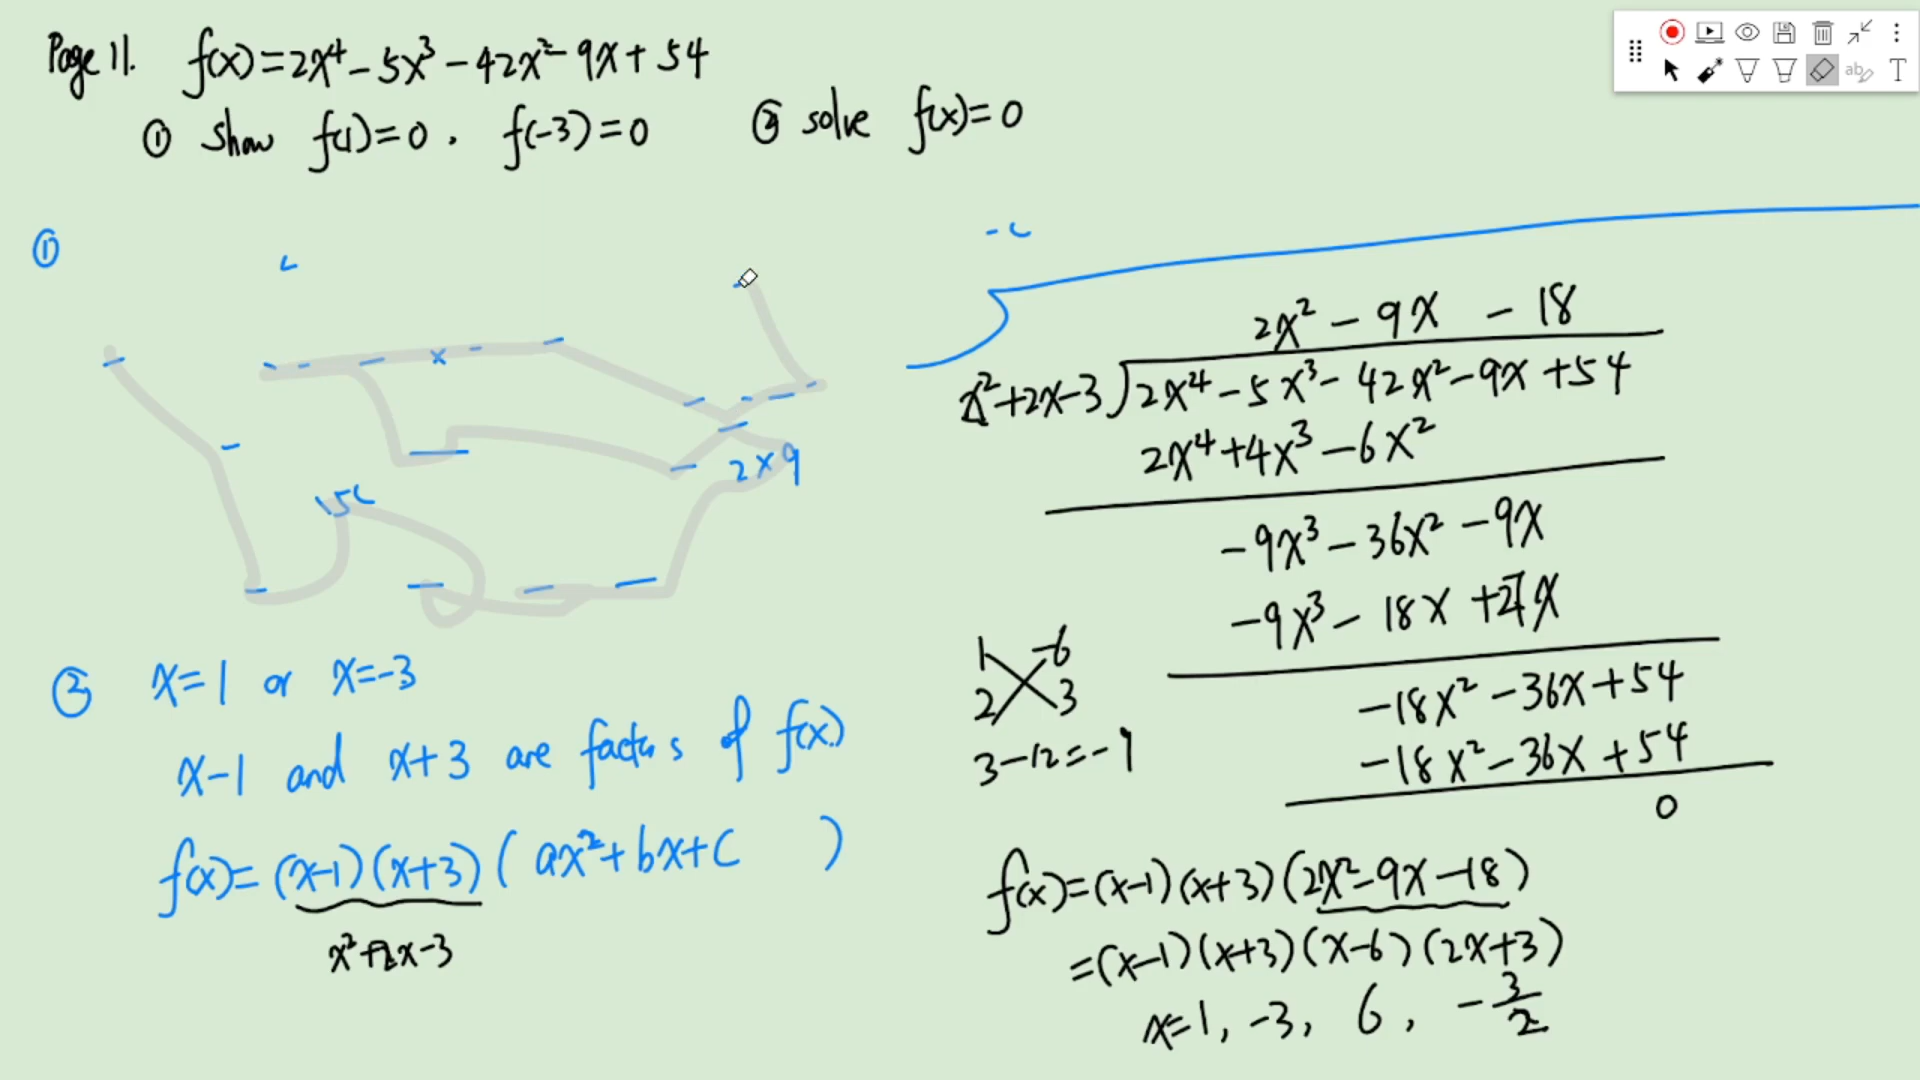 Page 11. f(x)=2x⁴-5x³-42x²-9x+54
① show f(1)=0, f(-3)=0 ② solve f(x)=0
①
2×9
② x=1 or x=-3
x-1 and x+3 are factors of f(x)
f(x)=(x-1)(x+3)(ax²+bx+c )
x²+2x-3
2x²-9x-18
x²+2x-3 2x⁴-5x³-42x²-9x+54
2x⁴+4x³-6x²
-9x³-36x²-9x
-9x³-18x+27x
-18x²-36x+54
-18x²-36x+54
0
1 -6
2 3
3-12=-9
f(x)=(x-1)(x+3)(2x²-9x-18)
=(x-1)(x+3)(x-6)(2x+3)
x=1, -3, 6, -3/2
ab
T